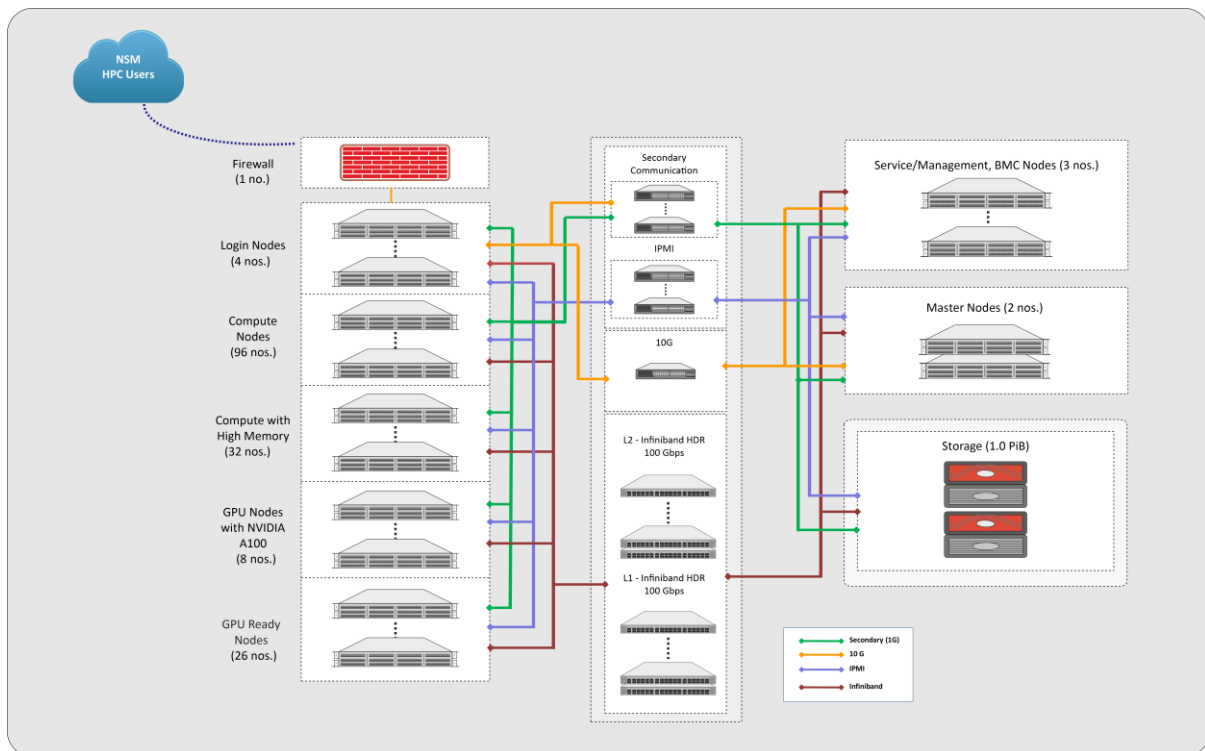 NSM
HPC Users
Firewall
(1 no.)
Login Nodes
(4 nos.)
Compute
Nodes
(96 nos.)
Compute with
High Memory
(32 nos.)
GPU Nodes
with NVIDIA
A100
(8 nos.)
GPU Ready
Nodes
(26 nos.)
Secondary
Communication
IPMI
10G
L2 - Infiniband HDR
100 Gbps
L1 - Infiniband HDR
100 Gbps
Service/Management, BMC Nodes (3 nos.)
Master Nodes (2 nos.)
Storage (1.0 PiB)
Secondary (1G)
10 G
IPMI
Infiniband